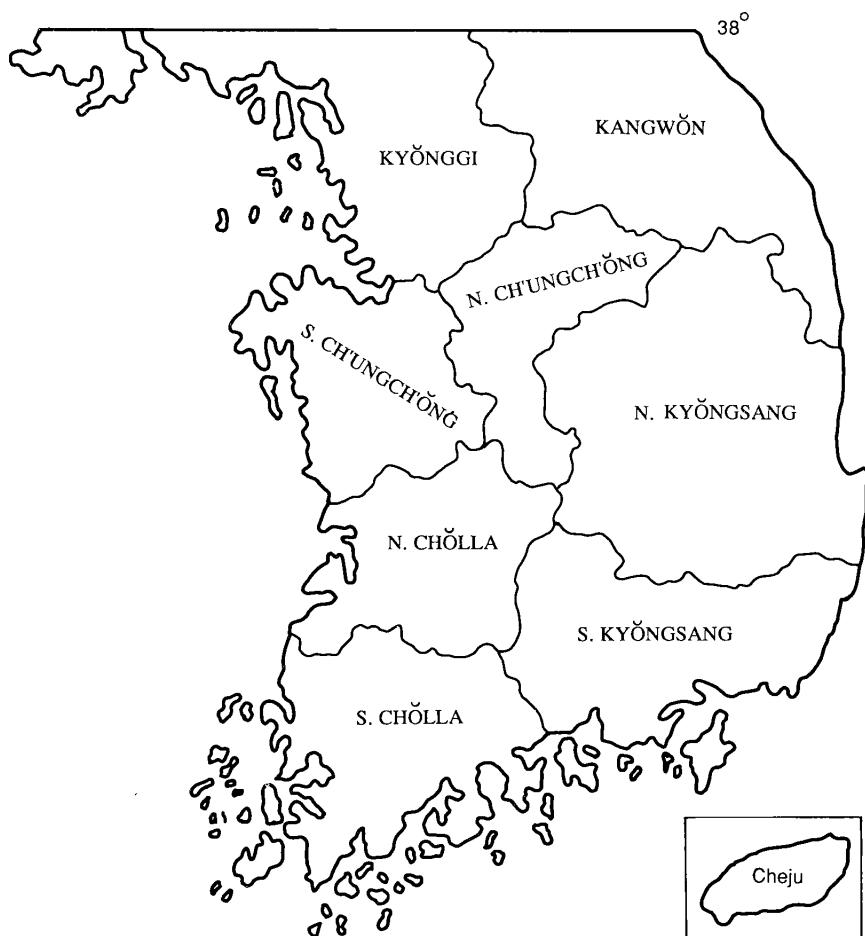 38°
KANGWŎN
KYŎNGGI
N. CH'UNGCH'ŎNG
S. CH'UNGCH'ŎNG
N. KYŎNGSANG
N. CHŎLLA
S. KYŎNGSANG
S. CHŎLLA
Cheju